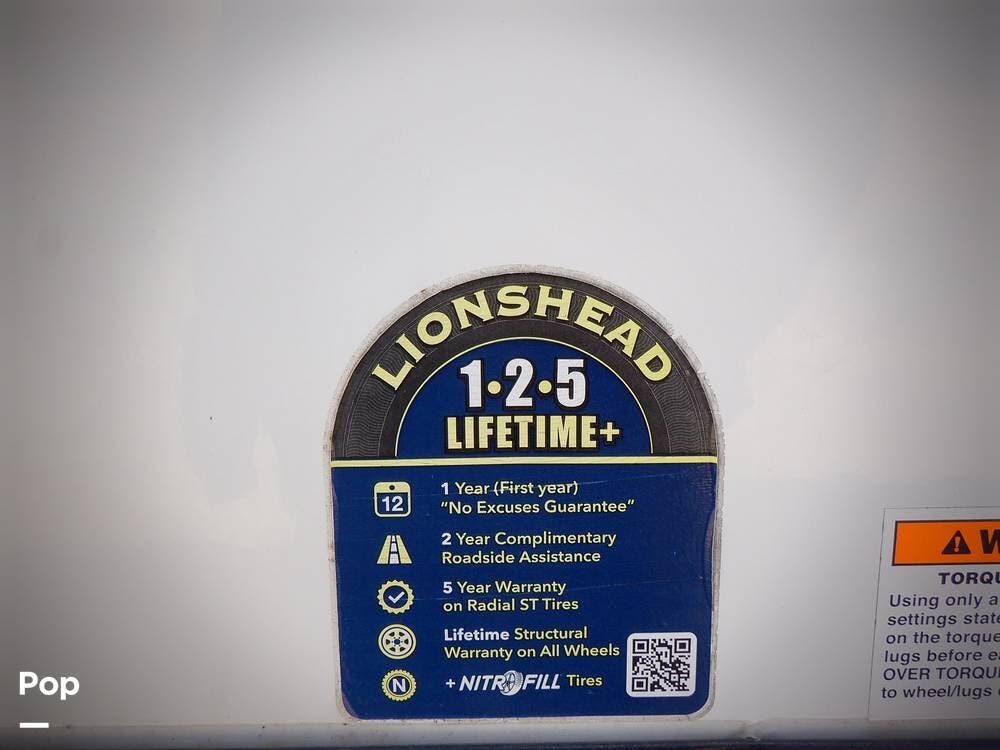 LIONSHEAD
1•2•5
LIFETIME+
12
1 Year (First year)
"No Excuses Guarantee"
2 Year Complimentary
Roadside Assistance
5 Year Warranty
on Radial ST Tires
Lifetime Structural
Warranty on All Wheels
N
+ NITROFILL Tires
W
TORQU
Using only a
settings state
on the torque
lugs before ea
OVER TORQU
to wheel/lugs
Pop